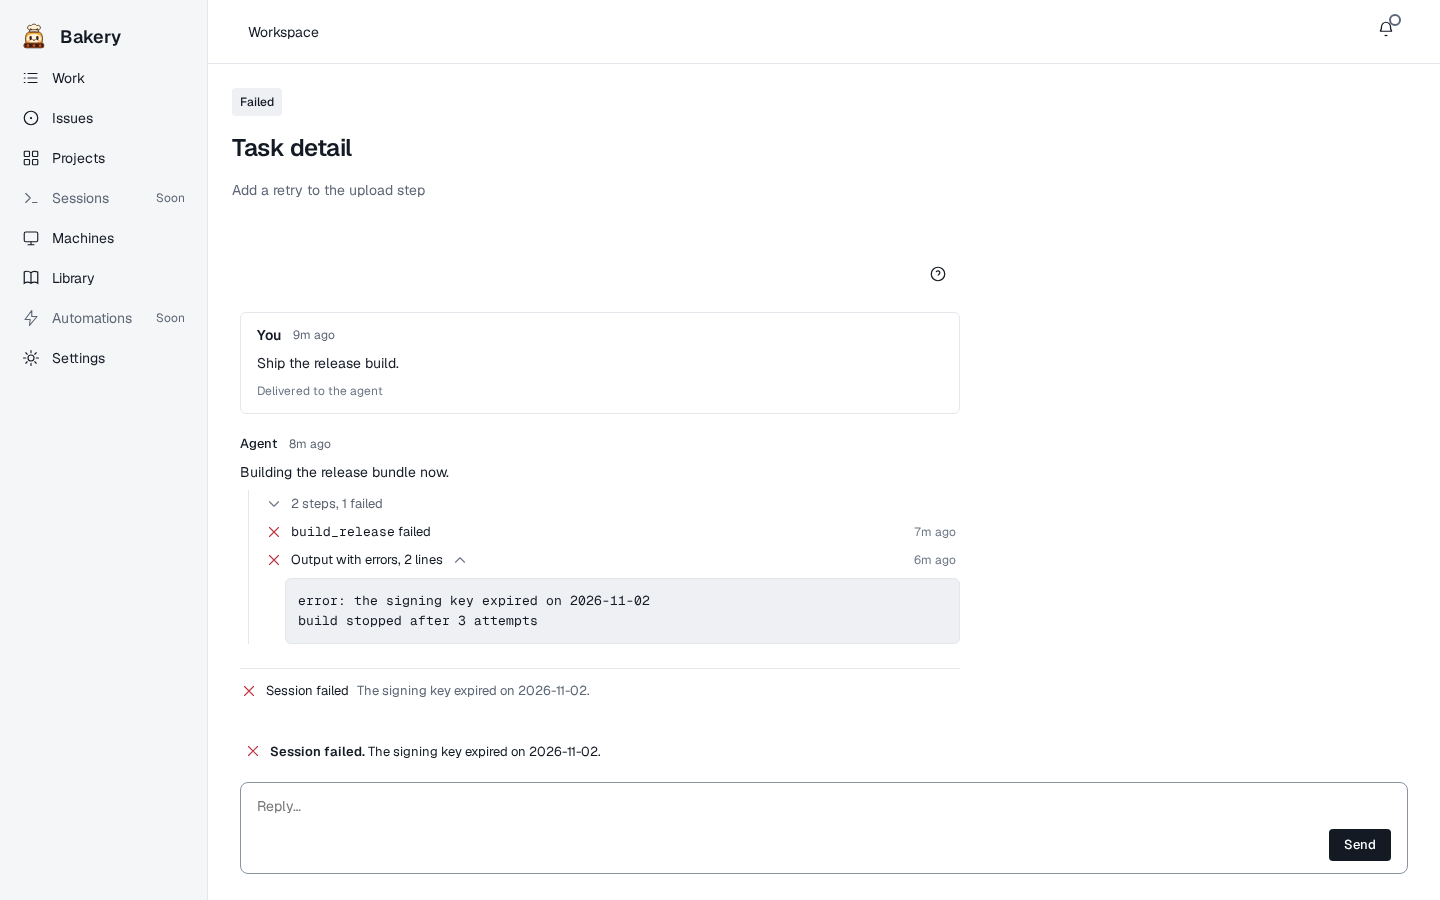 Bakery
Work
Issues
Projects
Sessions Soon
Machines
Library
Automations Soon
Settings
Workspace
Failed
Task detail
Add a retry to the upload step
You 9m ago
Ship the release build.
Delivered to the agent
Agent 8m ago
Building the release bundle now.
2 steps, 1 failed
build_release failed 7m ago
Output with errors, 2 lines 6m ago
error: the signing key expired on 2026-11-02
build stopped after 3 attempts
Session failed The signing key expired on 2026-11-02.
Session failed. The signing key expired on 2026-11-02.
Reply…
Send